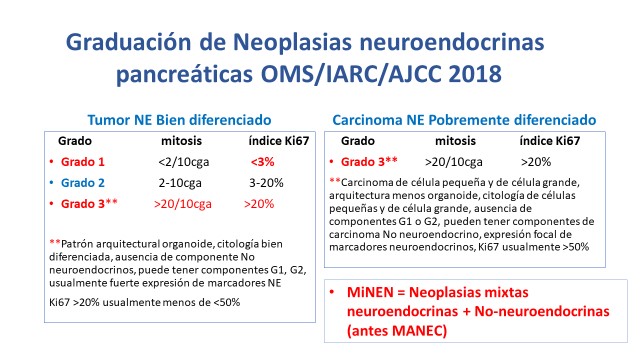 Graduación de Neoplasias neuroendocrinas
pancreáticas OMS/IARC/AJCC 2018
Tumor NE Bien diferenciado
Grado mitosis índice Ki67
• Grado 1 <2/10cga <3%
• Grado 2 2-10cga 3-20%
• Grado 3** >20/10cga >20%
**Patrón arquitectural organoide, citología bien
diferenciada, ausencia de componente No
neuroendocrinos, puede tener componentes G1, G2,
usualmente fuerte expresión de marcadores NE
Ki67 >20% usualmente menos de <50%
Carcinoma NE Pobremente diferenciado
Grado mitosis índice Ki67
• Grado 3** >20/10cga >20%
**Carcinoma de célula pequeña y de célula grande,
arquitectura menos organoide, citología de células
pequeñas y de célula grande, ausencia de
componentes G1 o G2, pueden tener componentes de
carcinoma No neuroendocrino, expresión focal de
marcadores neuroendocrinos, Ki67 usualmente >50%
• MiNEN = Neoplasias mixtas
neuroendocrinas + No-neuroendocrinas
(antes MANEC)